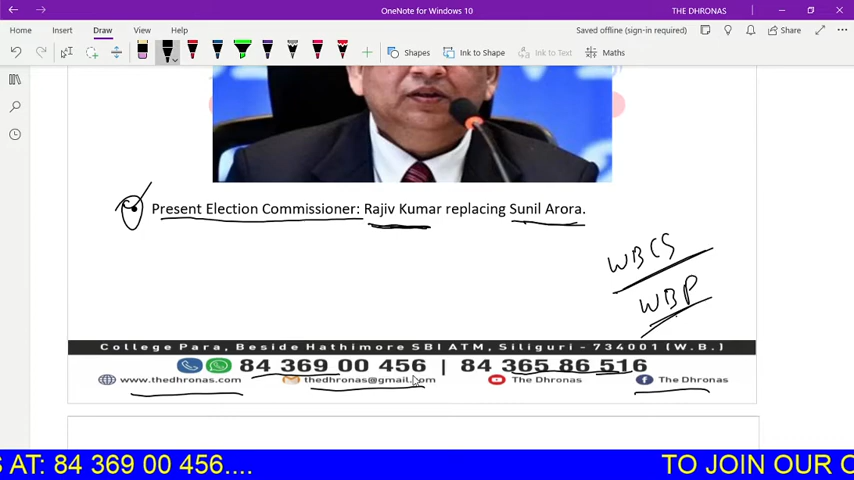 OneNote for Windows 10
THE DHRONAS
Home Insert Draw View Help
Saved offline (sign-in required)
Share
Shapes
Ink to Shape
Ink to Text
Maths
Present Election Commissioner: Rajiv Kumar replacing Sunil Arora.
WBCS
WBP
College Para, Beside Hathimore SBI ATM, Siliguri - 734001 (W.B.)
84 369 00 456 | 84 365 86 516
www.thedhronas.com
thedhronas@gmail.com
The Dhronas
The Dhronas
S AT: 84 369 00 456....
TO JOIN OUR